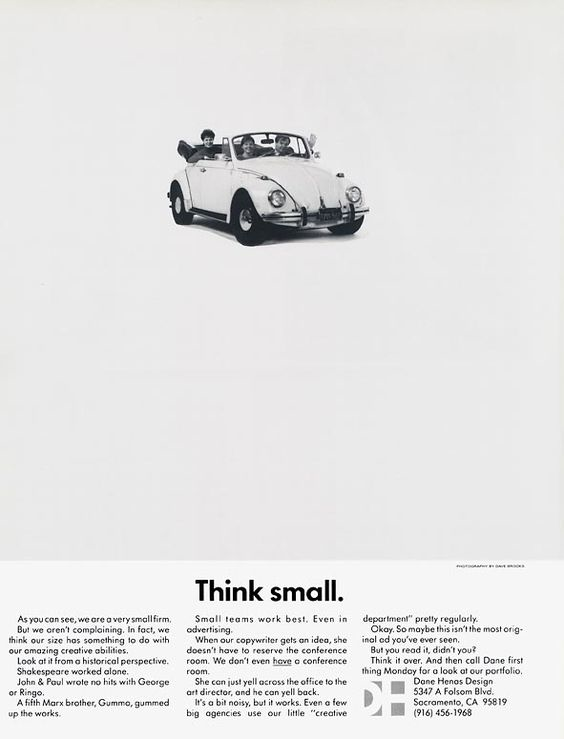 PHOTOGRAPHY BY DAVE BROOKS
Think small.
As you can see, we are a very small firm.
But we aren't complaining. In fact, we
think our size has something to do with
our amazing creative abilities.
Look at it from a historical perspective.
Shakespeare worked alone.
John & Paul wrote no hits with George
or Ringo.
A fifth Marx brother, Gummo, gummed
up the works.
Small teams work best. Even in
advertising.
When our copywriter gets an idea, she
doesn't have to reserve the conference
room. We don't even have a conference
room.
She can just yell across the office to the
art director, and he can yell back.
It's a bit noisy, but it works. Even a few
big agencies use our little "creative
department" pretty regularly.
Okay. So maybe this isn't the most orig-
inal ad you've ever seen.
But you read it, didn't you?
Think it over. And then call Dane first
thing Monday for a look at our portfolio.
DH
Dane Henas Design
5347 A Folsom Blvd.
Sacramento, CA 95819
(916) 456-1968